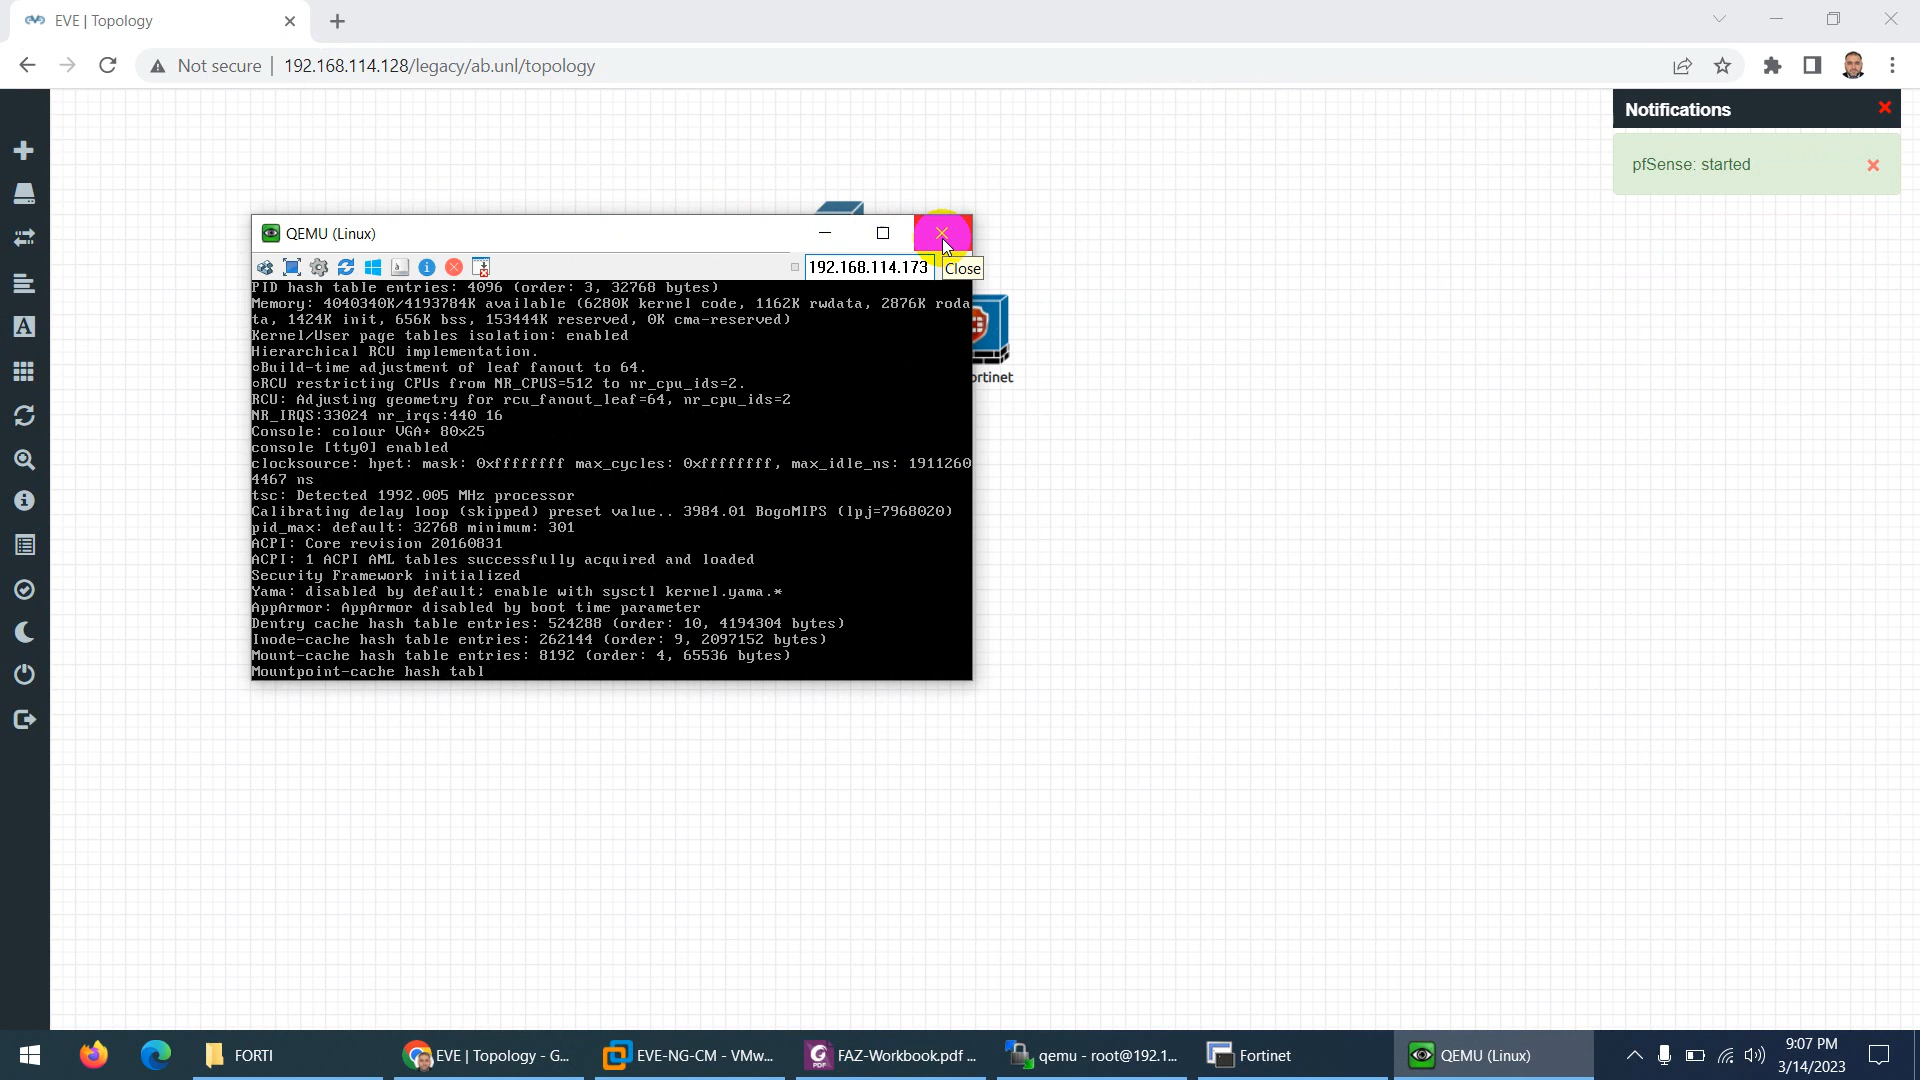 EVE | Topology
Not secure
192.168.114.128/legacy/ab.unl/topology
Notifications
pfSense: started
QEMU (Linux)
192.168.114.173
Close
PID hash table entries: 4096 (order: 3, 32768 bytes)
Memory: 4040340K/4193784K available (6280K kernel code, 1162K rwdata, 2876K roda
ta, 1424K init, 656K bss, 153444K reserved, 0K cma-reserved)
Kernel/User page tables isolation: enabled
Hierarchical RCU implementation.
Build-time adjustment of leaf fanout to 64.
RCU restricting CPUs from NR_CPUS=512 to nr_cpu_ids=2.
RCU: Adjusting geometry for rcu_fanout_leaf=64, nr_cpu_ids=2
NR_IRQS:33024 nr_irqs:440 16
Console: colour VGA+ 80x25
console [tty0] enabled
clocksource: hpet: mask: 0xffffffff max_cycles: 0xffffffff, max_idle_ns: 1911260
4467 ns
tsc: Detected 1992.005 MHz processor
Calibrating delay loop (skipped) preset value.. 3984.01 BogoMIPS (lpj=7968020)
pid_max: default: 32768 minimum: 301
ACPI: Core revision 20160831
ACPI: 1 ACPI AML tables successfully acquired and loaded
Security Framework initialized
Yama: disabled by default; enable with sysctl kernel.yama.*
AppArmor: AppArmor disabled by boot time parameter
Dentry cache hash table entries: 524288 (order: 10, 4194304 bytes)
Inode-cache hash table entries: 262144 (order: 9, 2097152 bytes)
Mount-cache hash table entries: 8192 (order: 4, 65536 bytes)
Mountpoint-cache hash tabl
ortinet
FORTI
EVE | Topology - G...
EVE-NG-CM - VMw...
FAZ-Workbook.pdf ...
qemu - root@192.1...
Fortinet
QEMU (Linux)
9:07 PM
3/14/2023